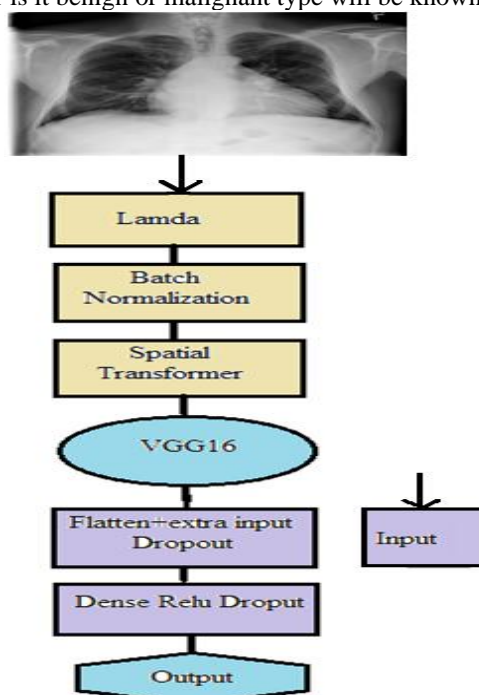 is it benign or malignant type will be known
Lamda
Batch
Normalization
Spatial
Transformer
VGG16
Flatten+extra input
Dropout
Input
Dense Relu Droput
Output